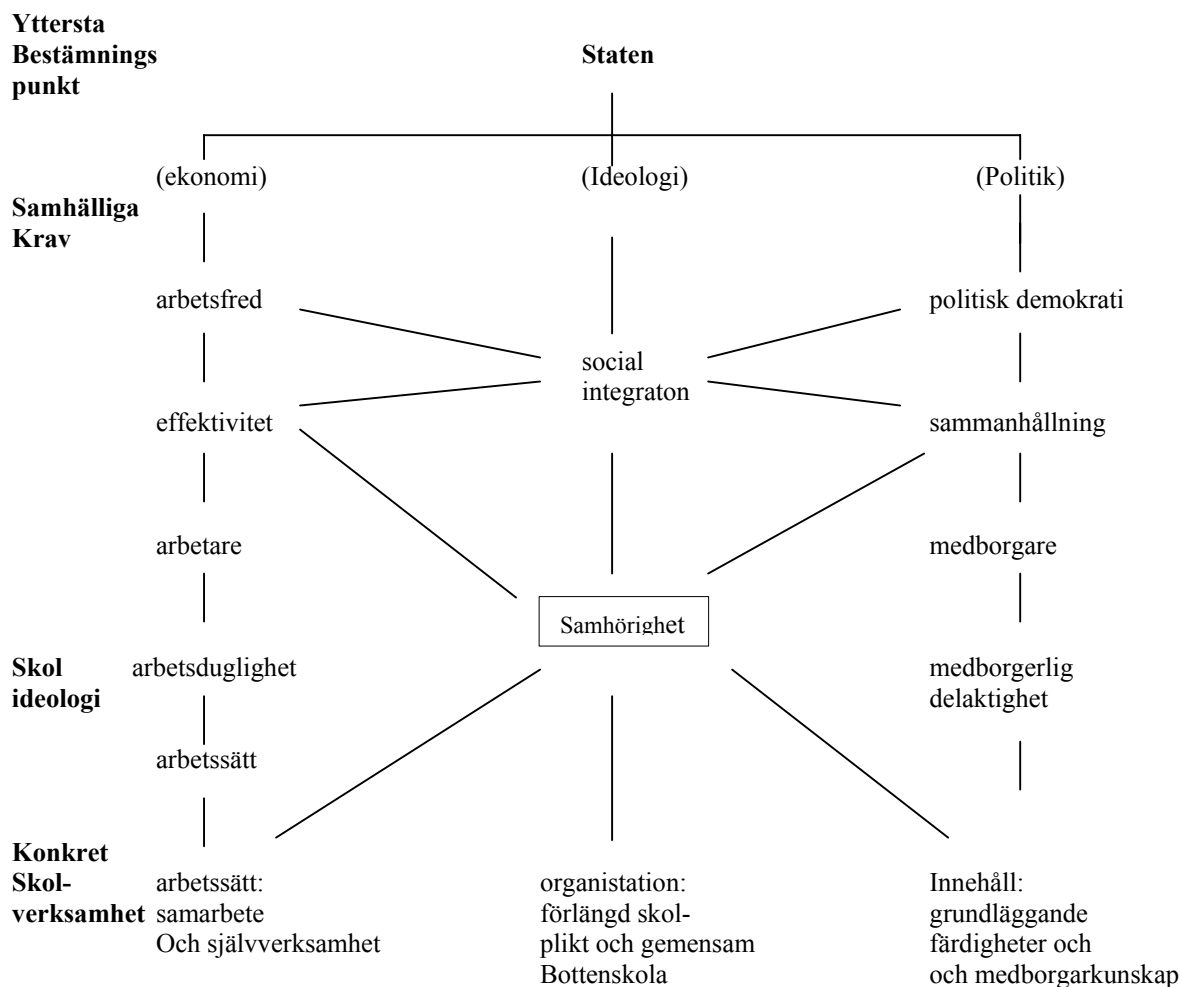 Yttersta
Bestämnings
punkt
Staten
(ekonomi)
(Ideologi)
(Politik)
Samhälliga
Krav
arbetsfred
politisk demokrati
social
integraton
effektivitet
sammanhållning
arbetare
medborgare
Samhörighet
Skol
ideologi
arbetsduglighet
medborgerlig
delaktighet
arbetssätt
Konkret
Skol-
verksamhet
arbetssätt:
samarbete
Och självverksamhet
organistation:
förlängd skol-
plikt och gemensam
Bottenskola
Innehåll:
grundläggande
färdigheter och
och medborgarkunskap